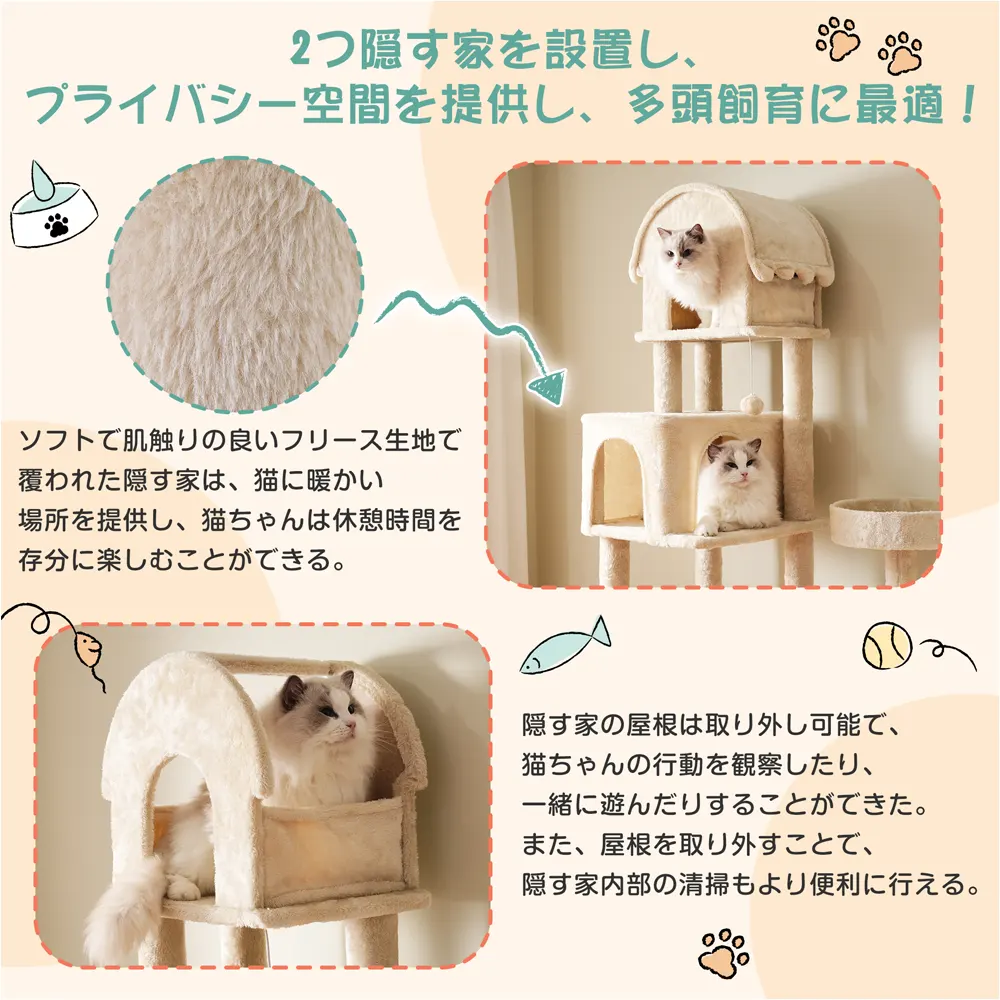 2つ隠す家を設置し、
プライバシー空間を提供し、多頭飼育に最適！
ソフトで肌触りの良いフリース生地で
覆われた隠す家は、猫に暖かい
場所を提供し、猫ちゃんは休憩時間を
存分に楽しむことができる。
隠す家の屋根は取り外し可能で、
猫ちゃんの行動を観察したり、
一緒に遊んだりすることができた。
また、屋根を取り外すことで、
隠す家内部の清掃もより便利に行える。